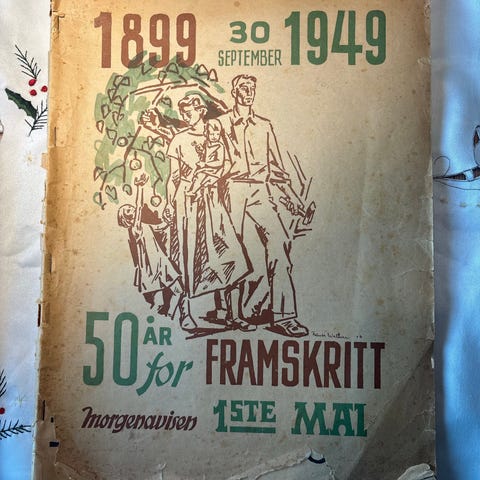 1899 30 SEPTEMBER 1949
50 ÅR for FRAMSKRITT
Morgenavisen 1STE MAI